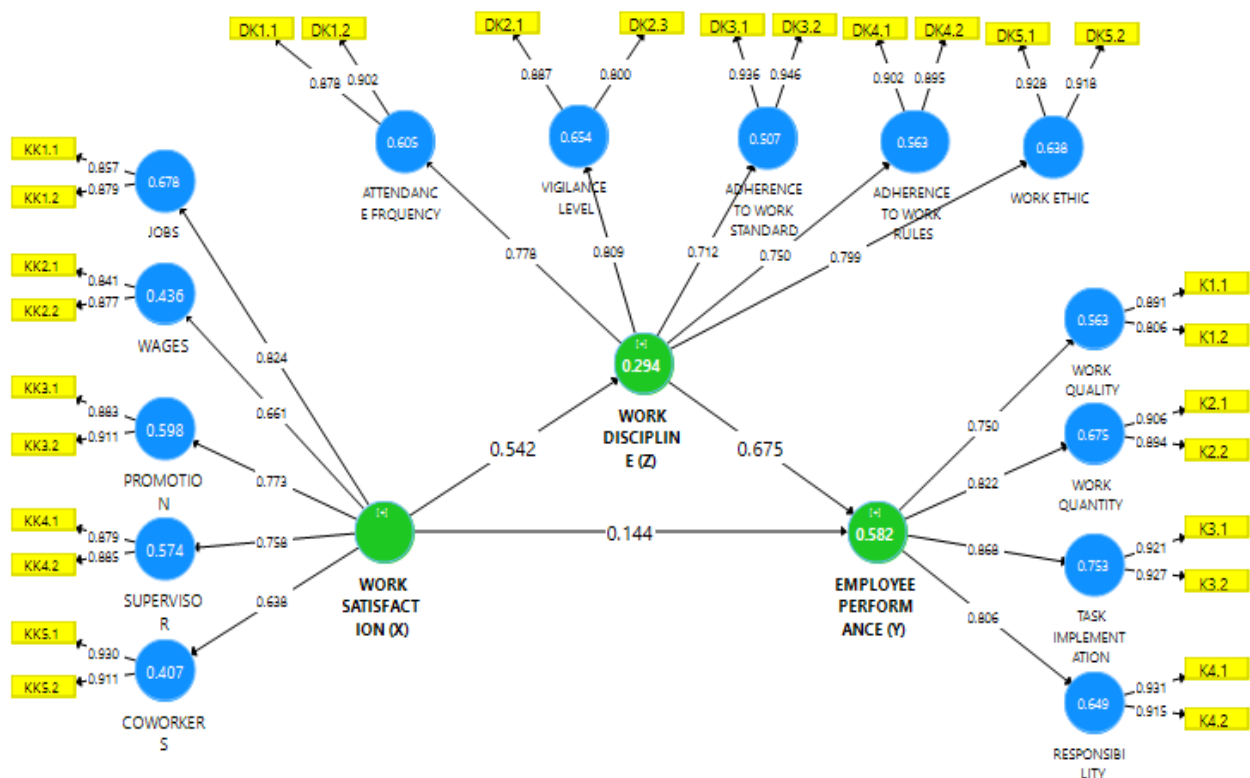 DK1.1
DK1.2
DK2.1
DK2.3
DK3.1
DK3.2
DK4.1
DK4.2
DK5.1
DK5.2
0.878
0.902
0.887
0.800
0.936
0.946
0.902
0.895
0.928
0.918
0.605
0.654
0.507
0.563
0.638
ATTENDANC
E FRQUENCY
VIGILANCE
LEVEL
ADHERENCE
TO WORK
STANDARD
ADHERENCE
TO WORK
RULES
WORK ETHIC
0.778
0.809
0.712
0.750
0.799
KK1.1
KK1.2
0.857
0.879
0.678
JOBS
KK2.1
KK2.2
0.841
0.877
0.436
WAGES
KK3.1
KK3.2
0.883
0.911
0.598
PROMOTIO
N
KK4.1
KK4.2
0.879
0.885
0.574
SUPERVISO
R
KK5.1
KK5.2
0.930
0.911
0.407
COWORKER
S
0.824
0.661
0.773
0.758
0.638
[+]
WORK
SATISFACT
ION (X)
0.542
0.144
[+]
0.294
WORK
DISCIPLIN
E (Z)
0.675
[+]
0.582
EMPLOYEE
PERFORM
ANCE (Y)
0.750
0.822
0.868
0.806
0.563
WORK
QUALITY
0.891
0.806
K1.1
K1.2
0.675
WORK
QUANTITY
0.906
0.894
K2.1
K2.2
0.753
TASK
IMPLEMENT
ATION
0.921
0.927
K3.1
K3.2
0.649
RESPONSIBI
LITY
0.931
0.915
K4.1
K4.2